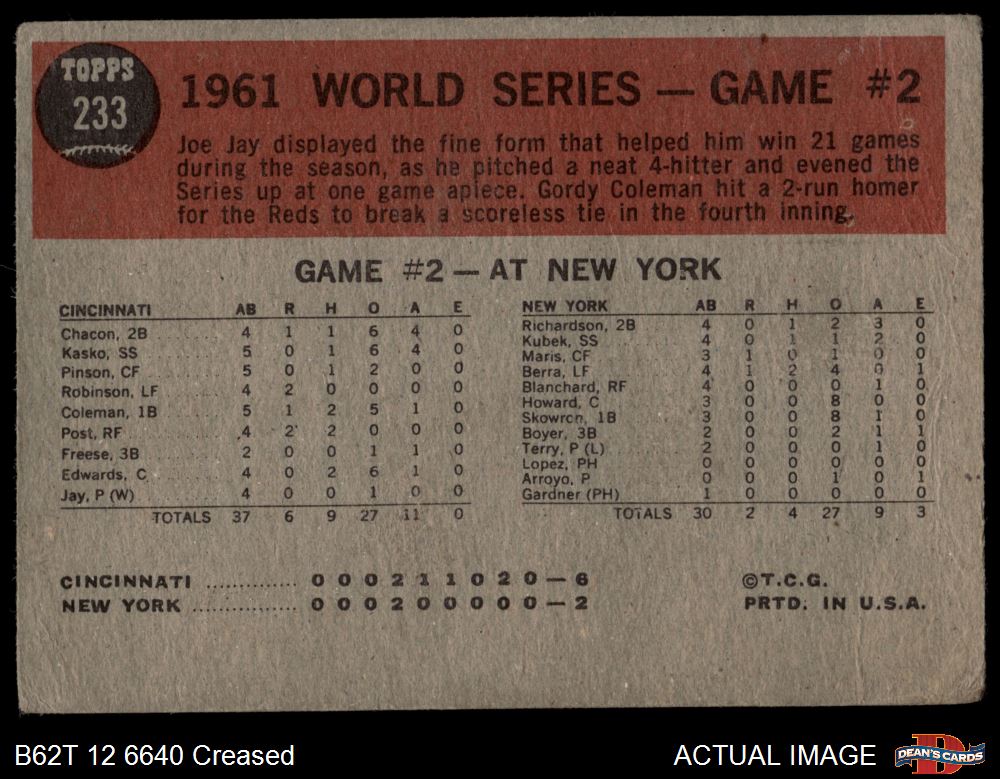 TOPPS
233
1961 WORLD SERIES — GAME #2
Joe Jay displayed the fine form that helped him win 21 games
during the season, as he pitched a neat 4-hitter and evened the
Series up at one game apiece. Gordy Coleman hit a 2-run homer
for the Reds to break a scoreless tie in the fourth inning.
GAME #2 — AT NEW YORK
CINCINNATI AB R H O A E
Chacon, 2B 4 1 1 6 4 0
Kasko, SS 5 0 1 6 4 0
Pinson, CF 5 0 1 2 0 0
Robinson, LF 4 2 0 0 0 0
Coleman, 1B 5 1 2 5 1 0
Post, RF 4 2 2 0 0 0
Freese, 3B 2 0 0 1 1 0
Edwards, C 4 0 2 6 1 0
Jay, P (W) 4 0 0 1 0 0
TOTALS 37 6 9 27 11 0
NEW YORK AB R H O A E
Richardson, 2B 4 0 1 2 3 0
Kubek, SS 4 0 1 1 2 0
Maris, CF 3 1 0 1 0 0
Berra, LF 4 1 2 4 0 1
Blanchard, RF 4 0 0 0 1 0
Howard, C 3 0 0 8 0 0
Skowron, 1B 3 0 0 8 1 0
Boyer, 3B 2 0 0 2 1 1
Terry, P (L) 2 0 0 0 1 0
Lopez, PH 0 0 0 0 0 0
Arroyo, P 0 0 0 1 0 1
Gardner (PH) 1 0 0 0 0 0
TOTALS 30 2 4 27 9 3
CINCINNATI .............. 0 0 0 2 1 1 0 2 0 — 6
NEW YORK ............... 0 0 0 2 0 0 0 0 0 — 2
©T.C.G.
PRTD. IN U.S.A.
B62T 12 6640 Creased
ACTUAL IMAGE
DEAN'S CARDS